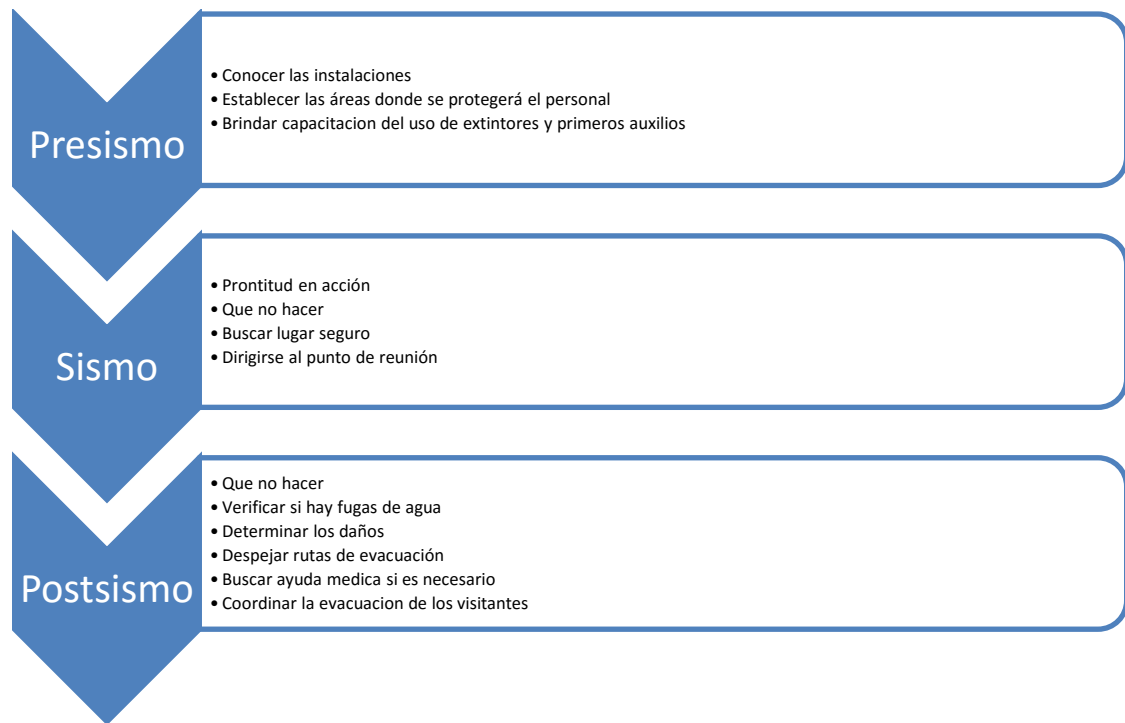 Presismo
• Conocer las instalaciones
• Establecer las áreas donde se protegerá el personal
• Brindar capacitacion del uso de extintores y primeros auxilios
Sismo
• Prontitud en acción
• Que no hacer
• Buscar lugar seguro
• Dirigirse al punto de reunión
Postsismo
• Que no hacer
• Verificar si hay fugas de agua
• Determinar los daños
• Despejar rutas de evacuación
• Buscar ayuda medica si es necesario
• Coordinar la evacuacion de los visitantes